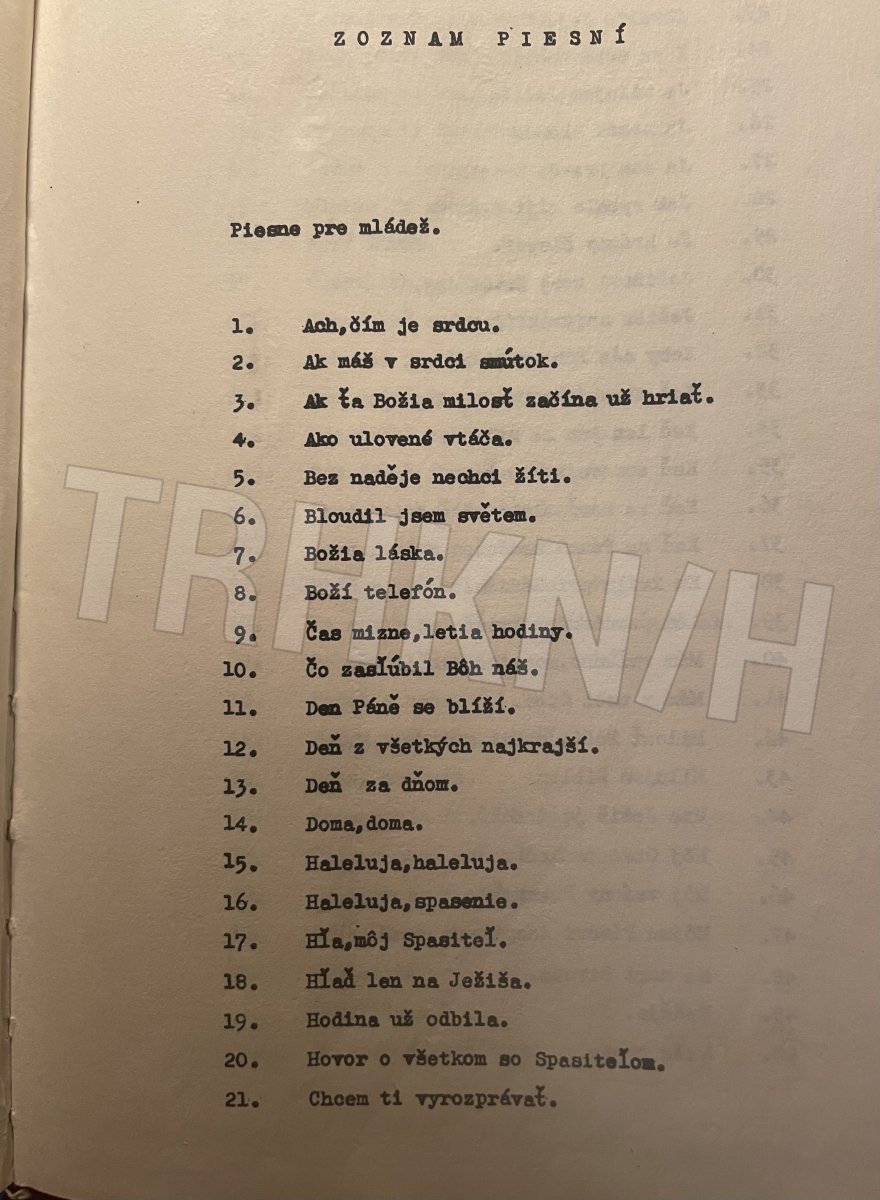 ZOZNAM PIESNÍ
Piesne pre mládež.
1. Ach,čím je srdcu.
2. Ak máš v srdci smútok.
3. Ak ťa Božia milosť začína už hriať.
4. Ako ulovené vtáča.
5. Bez naděje nechci žíti.
6. Bloudil jsem světem.
7. Božia láska.
8. Boží telefón.
9. Čas mizne,letia hodiny.
10. Čo zasľúbil Bôh náš.
11. Den Páně se blíží.
12. Deň z všetkých najkrajší.
13. Deň za dňom.
14. Doma,doma.
15. Haleluja,haleluja.
16. Haleluja,spasenie.
17. Hľa,môj Spasiteľ.
18. Hľaď len na Ježiša.
19. Hodina už odbila.
20. Hovor o všetkom so Spasiteľom.
21. Chcem ti vyrozprávať.
TRHKNIH